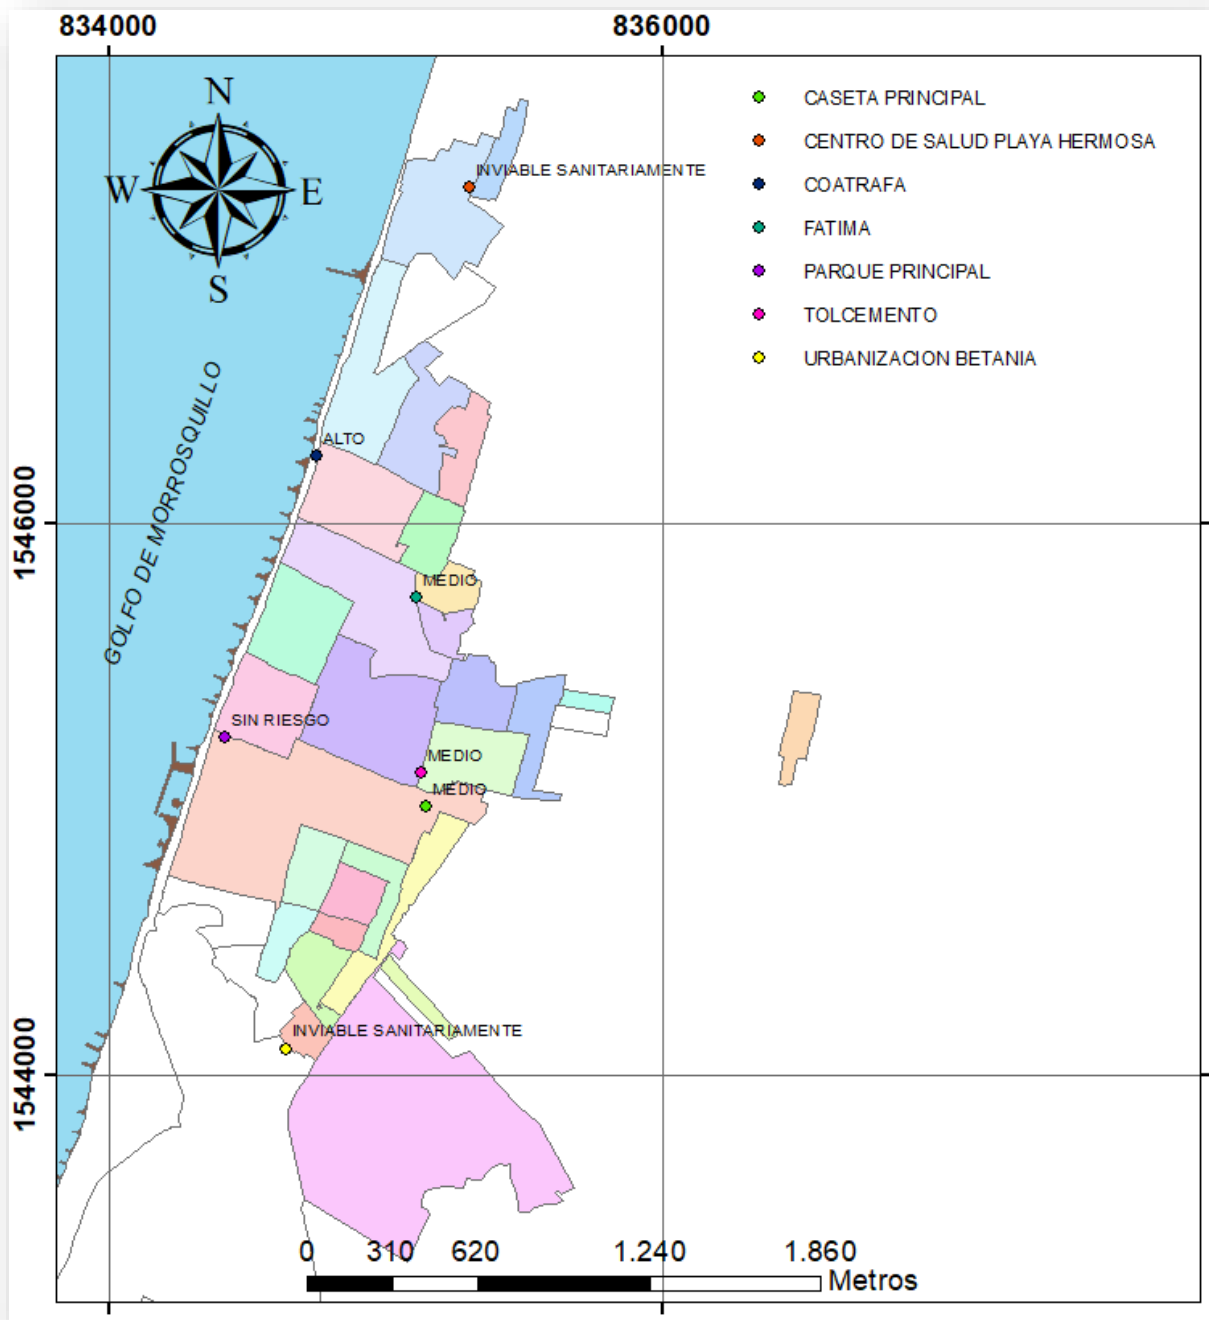 834000
836000
N
W
E
S
CASETA PRINCIPAL
CENTRO DE SALUD PLAYA HERMOSA
COATRAFA
FATIMA
PARQUE PRINCIPAL
TOLCEMENTO
URBANIZACION BETANIA
INVIABLE SANITARIAMENTE
GOLFO DE MORROSQUILLO
ALTO
1546000
MEDIO
SIN RIESGO
MEDIO
MEDIO
INVIABLE SANITARIAMENTE
1544000
0 310 620 1.240 1.860
Metros